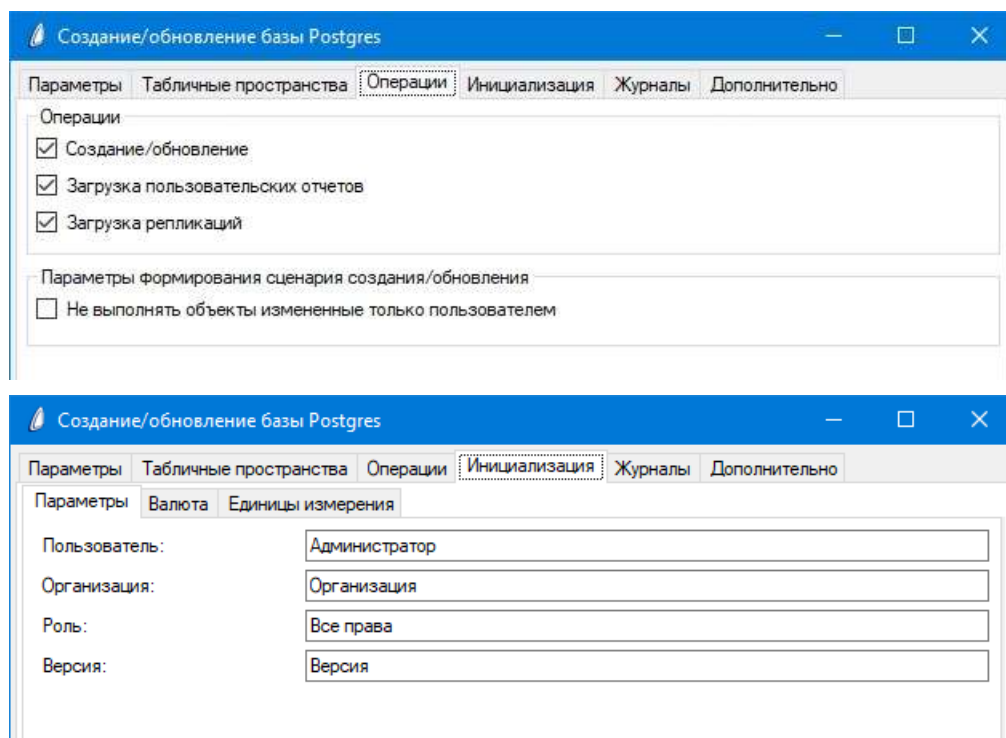 Создание/обновление базы Postgres
Параметры Табличные пространства Операции Инициализация Журналы Дополнительно
Операции
Создание/обновление
Загрузка пользовательских отчетов
Загрузка репликаций
Параметры формирования сценария создания/обновления
Не выполнять объекты измененные только пользователем
Создание/обновление базы Postgres
Параметры Табличные пространства Операции Инициализация Журналы Дополнительно
Параметры Валюта Единицы измерения
Пользователь: Администратор
Организация: Организация
Роль: Все права
Версия: Версия